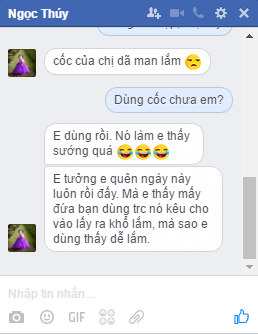 Ngọc Thúy
cốc của chị dã man lắm 😒
Dùng cốc chưa em?
E dùng rồi. Nó làm e thấy
sướng quá 😂😂😂
E tưởng e quên ngày này
luôn rồi đấy. Mà e thấy mấy
đứa bạn dùng trc nó kêu cho
vào lấy ra khổ lắm, mà sao e
dùng thấy dễ lắm.
Nhập tin nhắn...
GIF